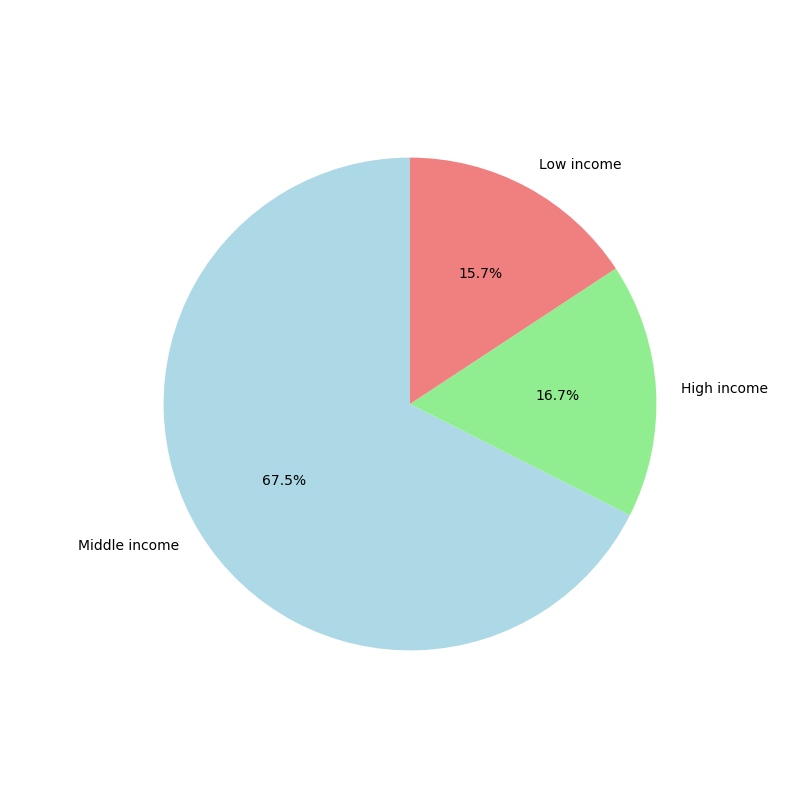 Low income
15.7%
High income
16.7%
67.5%
Middle income